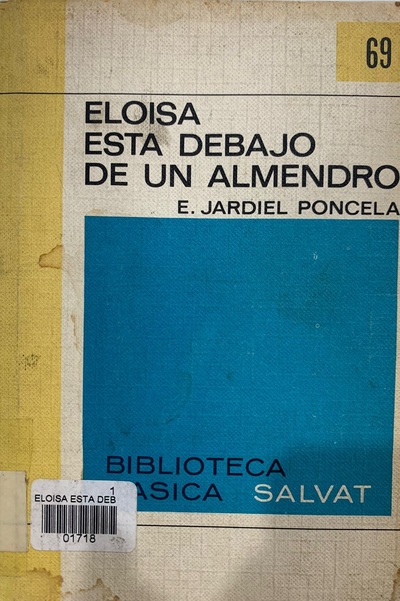 69
ELOISA
ESTA DEBAJO
DE UN ALMENDRO
E. JARDIEL PONCELA
BIBLIOTECA
ASICA SALVAT
1
ELOISA ESTA DEB
01718